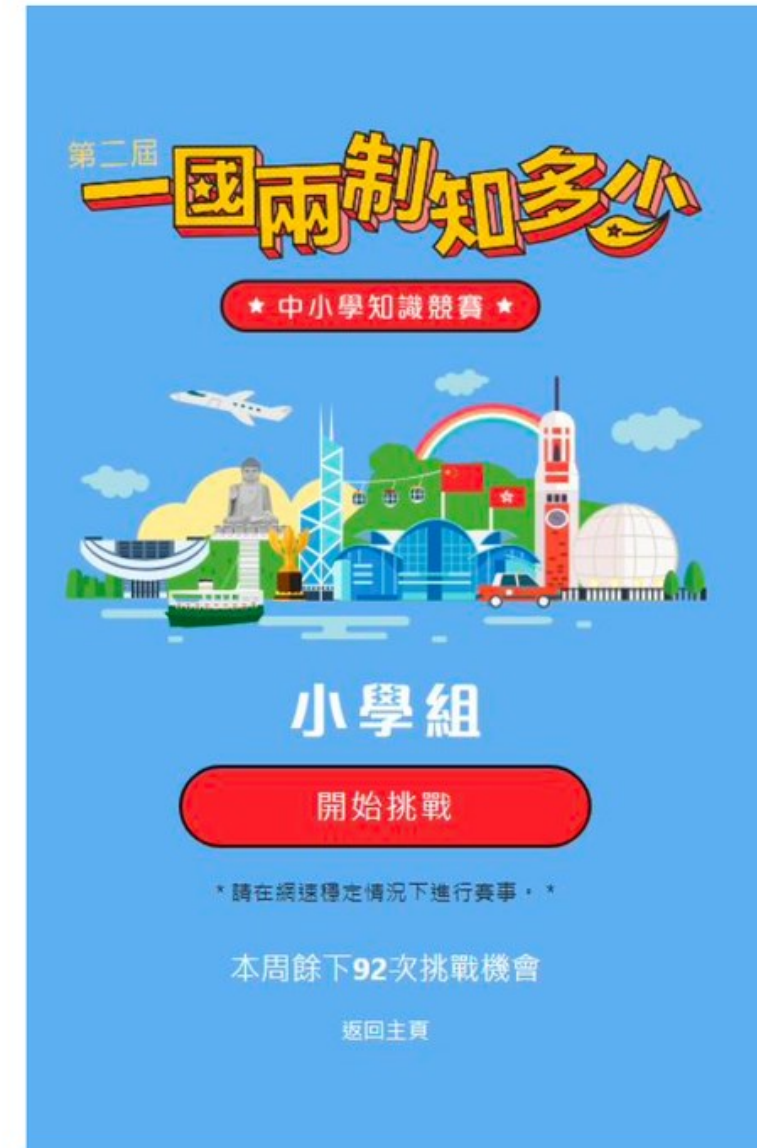 第二屆
一國兩制知多少
★ 中小學知識競賽 ★
小學組
開始挑戰
* 請在網速穩定情況下進行賽事。 *
本周餘下92次挑戰機會
返回主頁